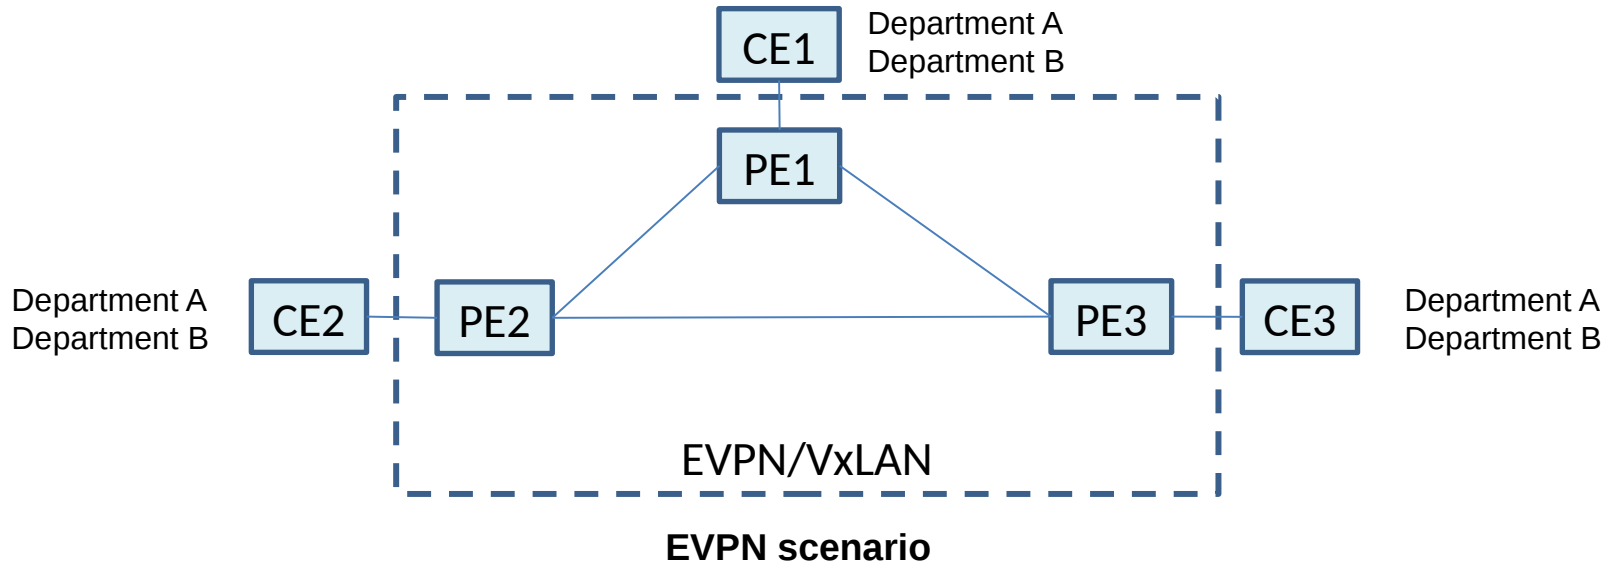 CE1
Department A
Department B
PE1
Department A
Department B
CE2
PE2
PE3
CE3
Department A
Department B
EVPN/VxLAN
EVPN scenario